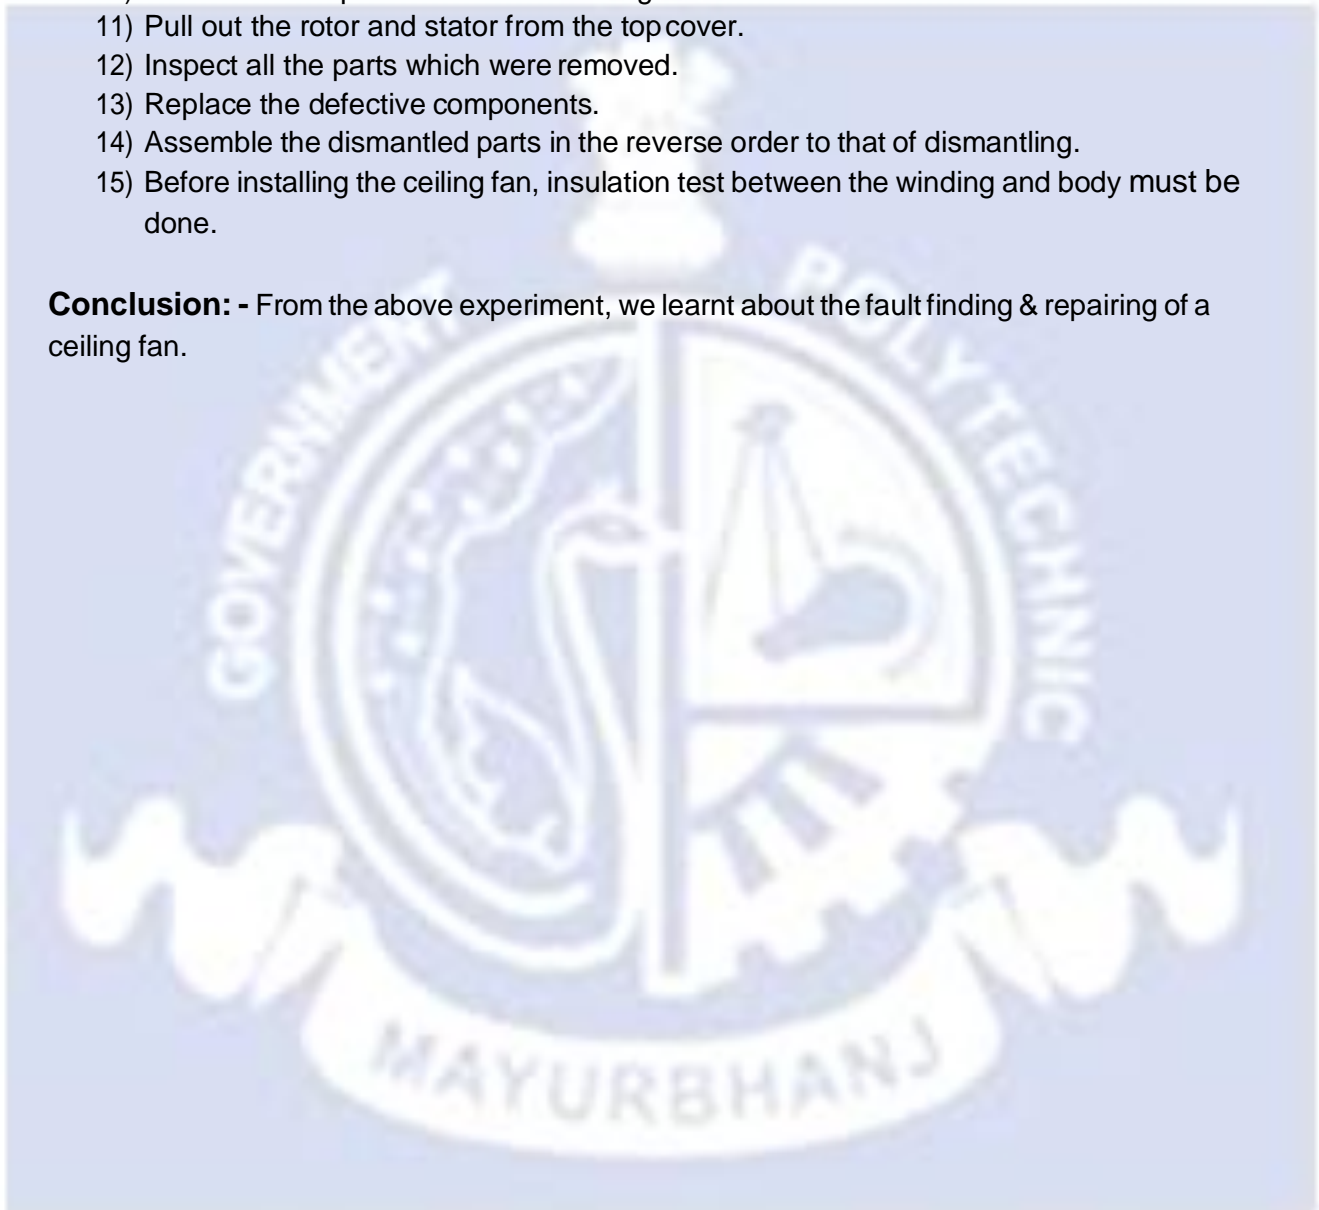 11) Pull out the rotor and stator from the top cover.
12) Inspect all the parts which were removed.
13) Replace the defective components.
14) Assemble the dismantled parts in the reverse order to that of dismantling.
15) Before installing the ceiling fan, insulation test between the winding and body must be
done.
Conclusion: - From the above experiment, we learnt about the fault finding & repairing of a
ceiling fan.
GOVERNMENT POLYTECHNIC
MAYURBHANJ